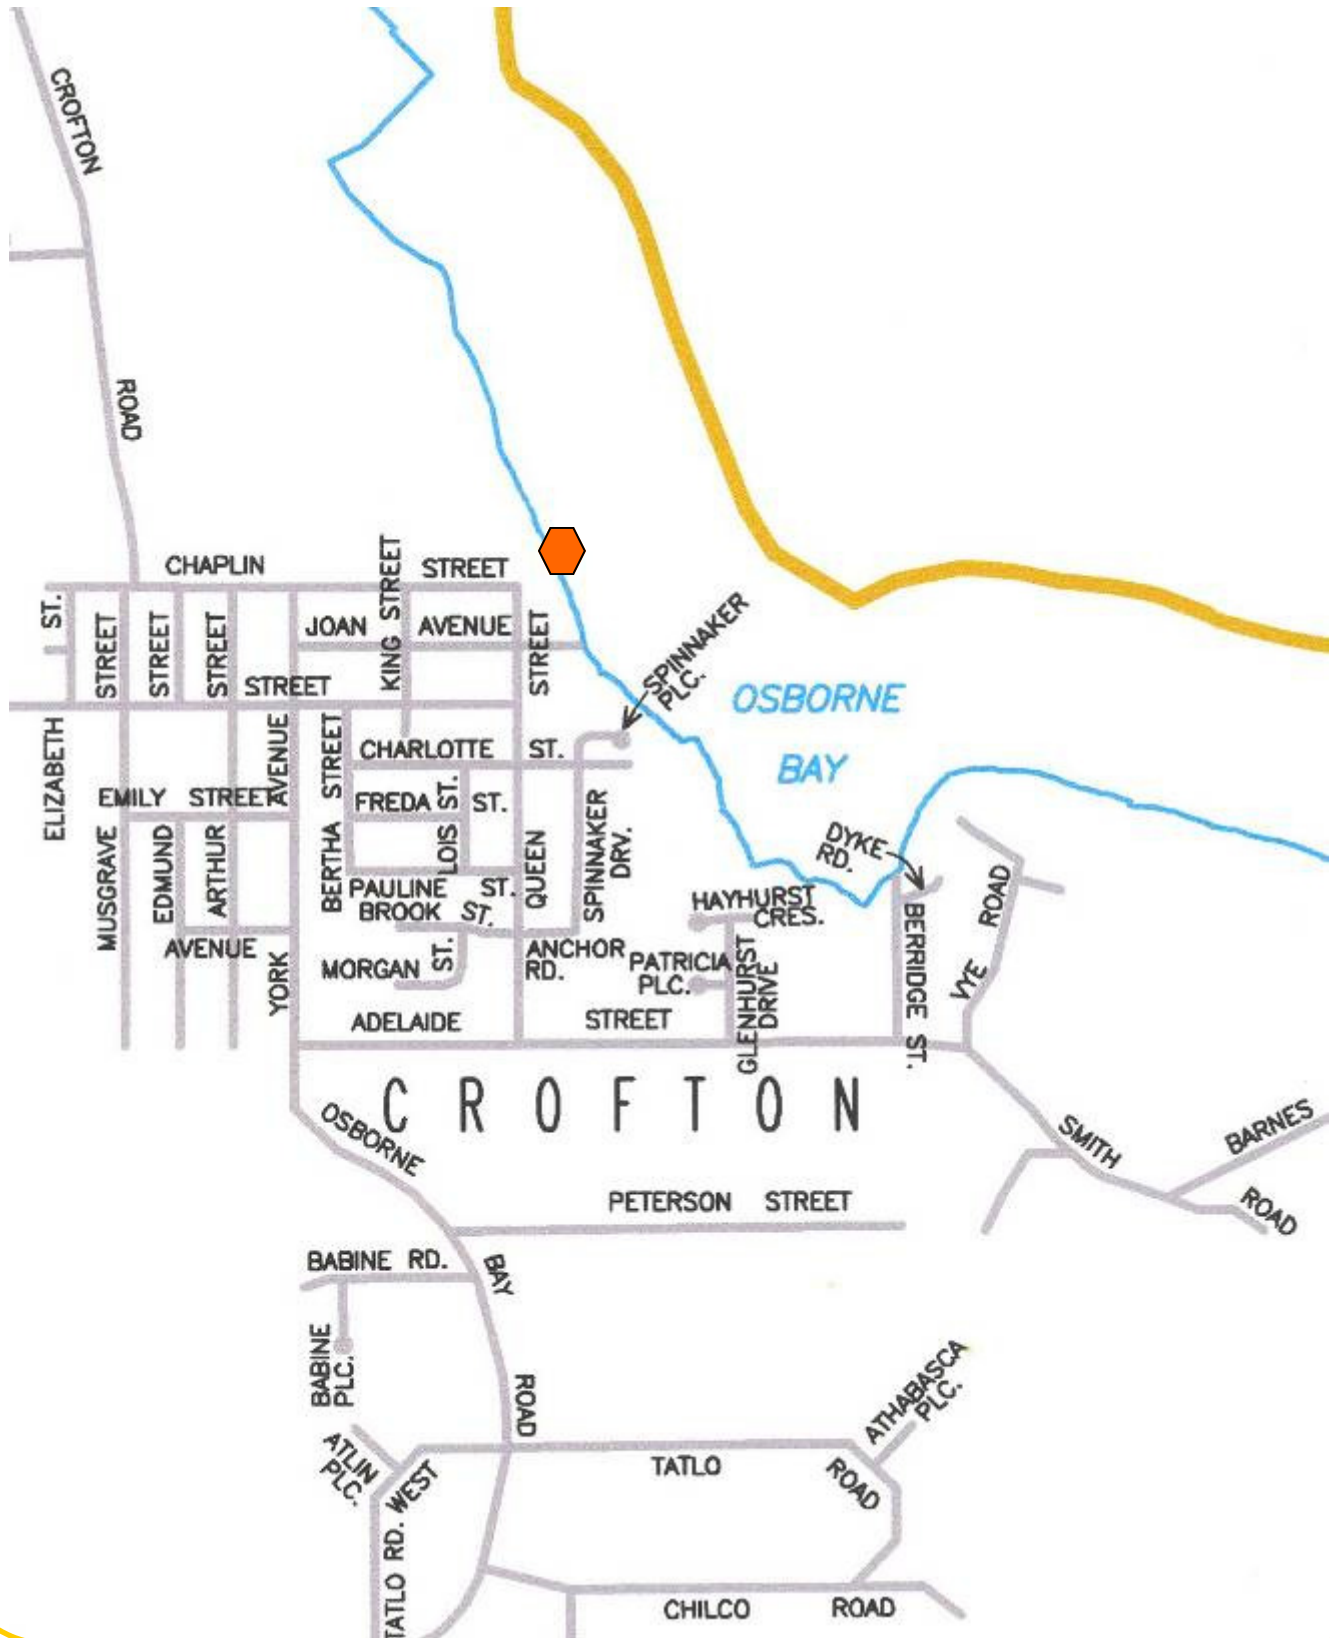 CROFTON
ROAD
CHAPLIN STREET
KING STREET
ST.
STREET
STREET
STREET
JOAN AVENUE
STREET
STREET
SPINNAKER
PLC.
OSBORNE
BAY
ELIZABETH
AVENUE
BERTHA STREET
CHARLOTTE ST.
EMILY STREET
FREDA ST.
LOIS ST.
QUEEN
SPINNAKER
DRV.
DYKE
RD.
MUSGRAVE
EDMUND
ARTHUR
PAULINE ST.
BROOK ST.
HAYHURST
CRES.
BERRIDGE ST.
VYE ROAD
AVENUE
YORK
MORGAN ST.
ANCHOR
RD.
PATRICIA
PLC.
GLENHURST
DRIVE
ADELAIDE STREET
CROFTON
OSBORNE
BAY
ROAD
SMITH
ROAD
BARNES
PETERSON STREET
BABINE RD.
BABINE
PLC.
ATHABASCA
PLC.
ATLIN
PLC.
TATLO RD. WEST
TATLO ROAD
CHILCO ROAD